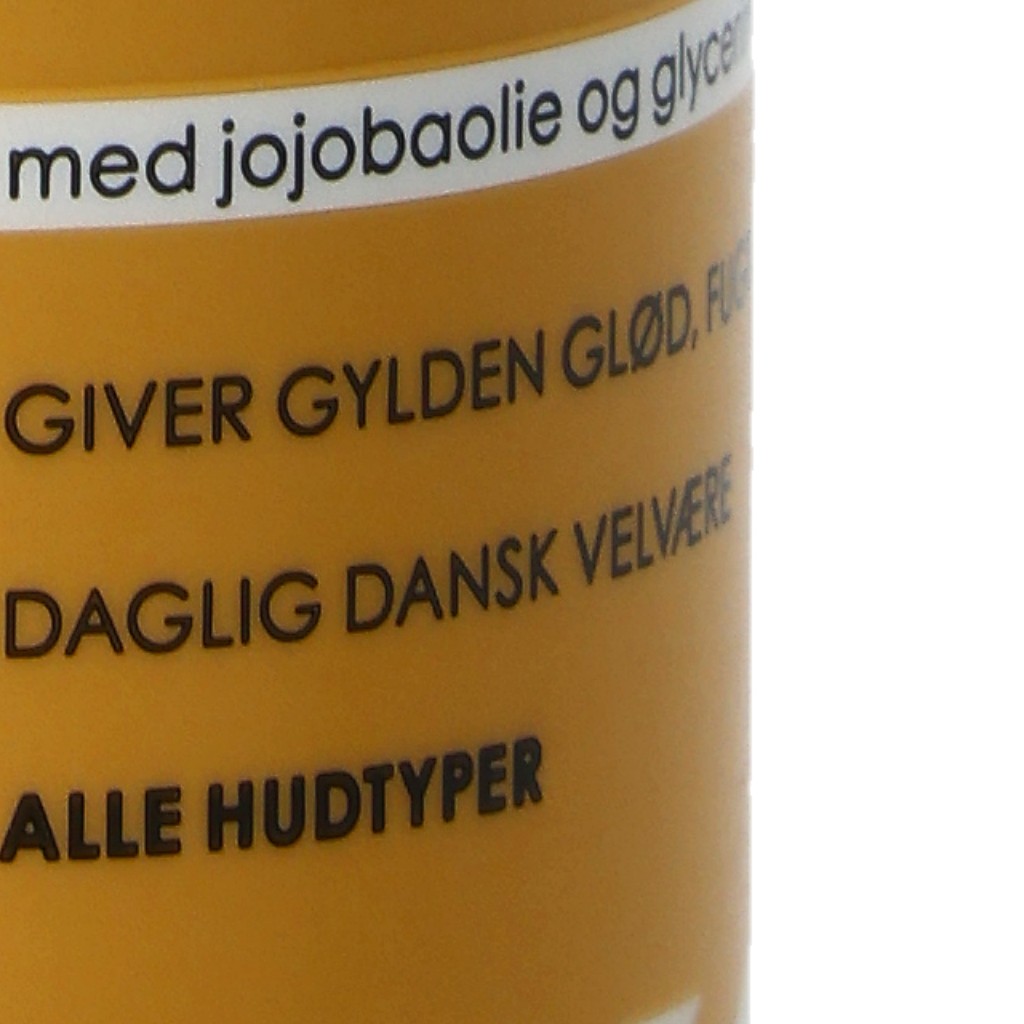 med jojobaolie og
GIVER GYLDEN GLØD,
DAGLIG DANSK VELVÆRE
ALLE HUDTYPER